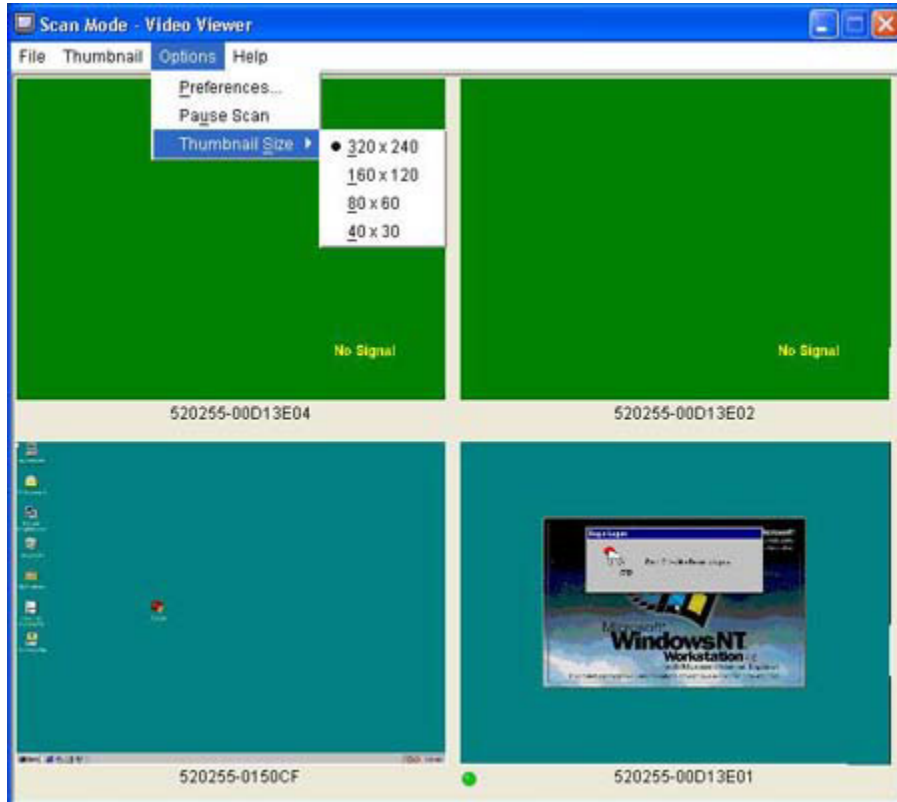 Scan Mode - Video Viewer
File Thumbnail Options Help
Preferences...
Pause Scan
Thumbnail Size
320 x 240
160 x 120
80 x 60
40 x 30
No Signal
No Signal
520255-00D13E04
520255-00D13E02
Microsoft
WindowsNT
Workstation
520255-0150CF
520255-00D13E01